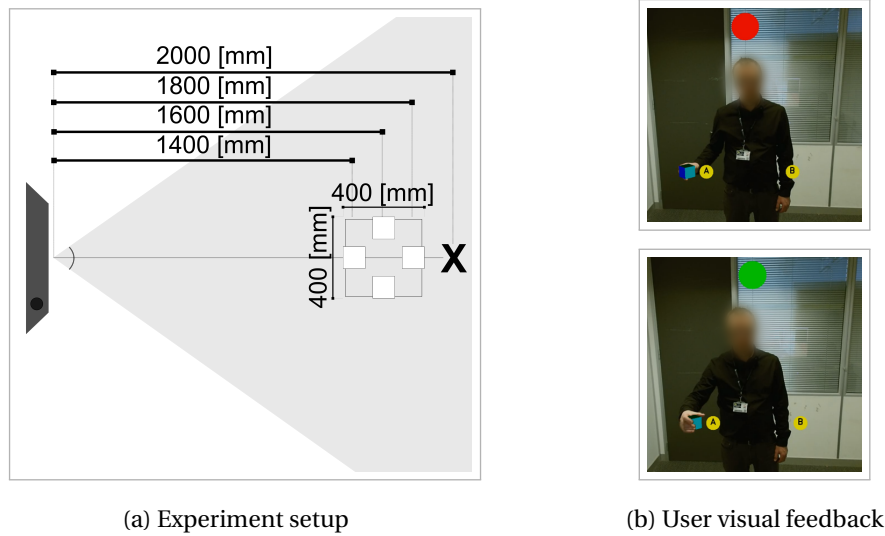 2000 [mm]
1800 [mm]
1600 [mm]
1400 [mm]
400 [mm]
400 [mm]
X
A
B
A
B
(a) Experiment setup
(b) User visual feedback